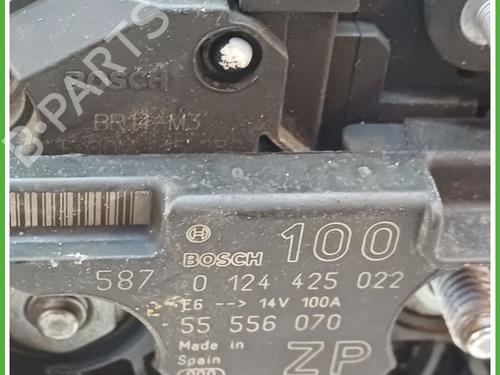 BOSCH
BR14-M3
B-PARTS
BOSCH 100
587 0 124 425 022
E6 --> 14V 100A
55 556 070
Made in
Spain ZP